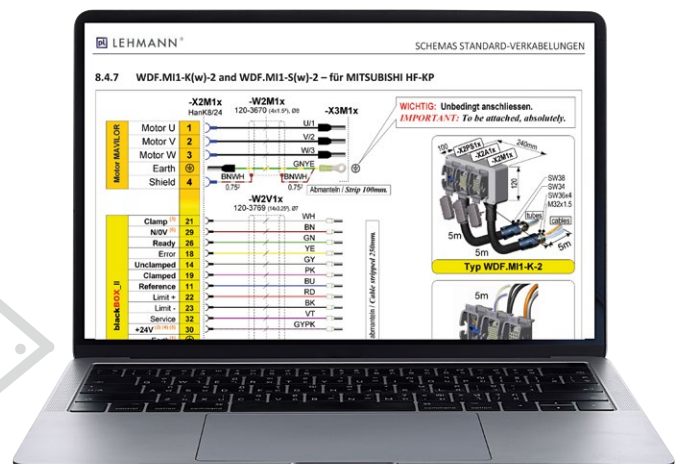 pL LEHMANN®
SCHEMAS STANDARD-VERKABELUNGEN
8.4.7 WDF.MI1-K(w)-2 and WDF.MI1-S(w)-2 – für MITSUBISHI HF-KP
-X2M1x
HanK8/24
-W2M1x
120-3670 (4x1.5²), Ø8
-X3M1x
WICHTIG: Unbedingt anschliessen.
IMPORTANT: To be attached, absolutely.
Motor MAVILOR
Motor U 1 U/1
Motor V 2 V/2
Motor W 3 W/3
Earth GNYE
Shield 4 BNWH BNWH
0.75² 0.75²
Abmanteln / Strip 100mm.
-W2V1x
120-3769 (14x0.25²), Ø7
blackBOX_II
Clamp 21 WH
N/0V 29 BN
Ready 26 GN
Error 18 YE
Unclamped 14 GY
Clamped 19 PK
Reference 11 BU
Limit + 22 RD
Limit - 23 BK
Service 32 VT
+24V 30 GYPK
abmanteln / Cable stripped 250mm.
100
-X2PS1x
-X2A1x
-X2M1x
240mm
120
SW38
SW34
SW36x4
M32x1.5
tubes
cables
5m
5m
5m
Typ WDF.MI1-K-2
5m